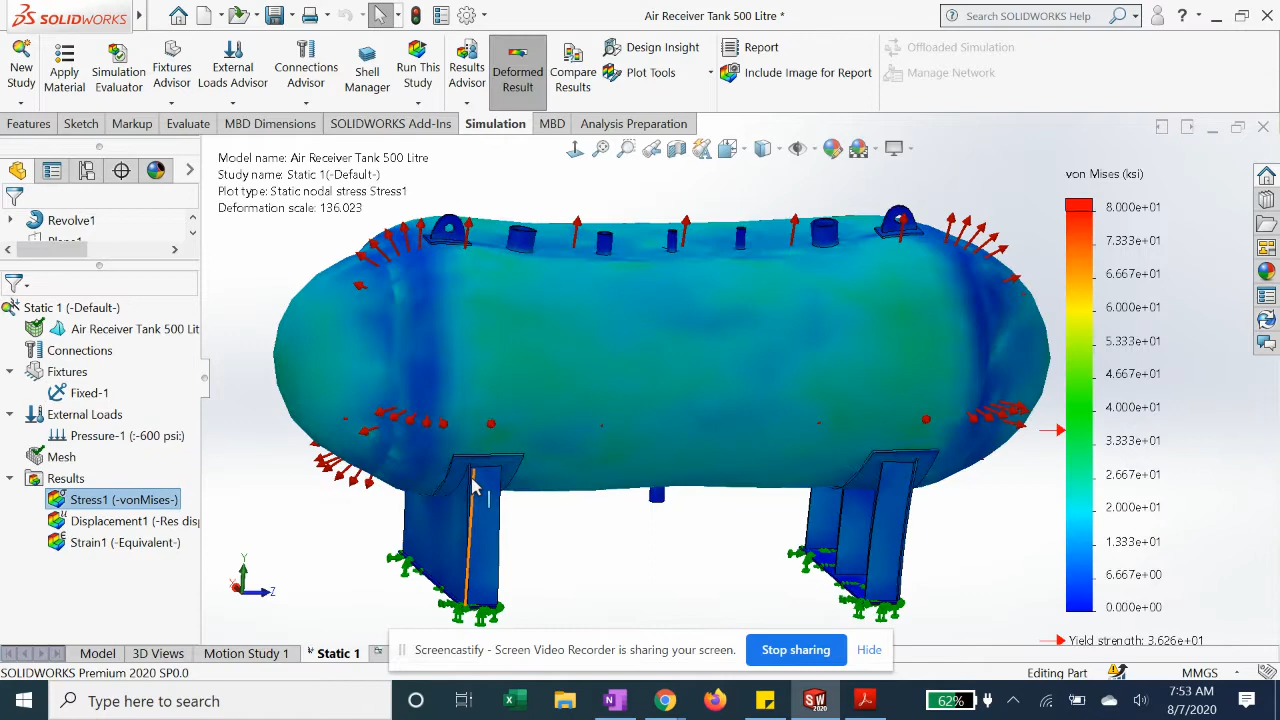 SOLIDWORKS
Air Receiver Tank 500 Litre *
Search SOLIDWORKS Help
?
New Study
Apply Material
Simulation Evaluator
Fixtures Advisor
External Loads Advisor
Connections Advisor
Shell Manager
Run This Study
Results Advisor
Deformed Result
Compare Results
Design Insight
Plot Tools
Report
Include Image for Report
Offloaded Simulation
Manage Network
Features
Sketch
Markup
Evaluate
MBD Dimensions
SOLIDWORKS Add-Ins
Simulation
MBD
Analysis Preparation
Revolve1
Static 1 (-Default-)
Air Receiver Tank 500 Lit
Connections
Fixtures
Fixed-1
External Loads
Pressure-1 (:-600 psi:)
Mesh
Results
Stress1 (-vonMises-)
Displacement1 (-Res disp
Strain1 (-Equivalent-)
Model name: Air Receiver Tank 500 Litre
Study name: Static 1(-Default-)
Plot type: Static nodal stress Stress1
Deformation scale: 136.023
von Mises (ksi)
8.000e+01
7.333e+01
6.667e+01
6.000e+01
5.333e+01
4.667e+01
4.000e+01
3.333e+01
2.667e+01
2.000e+01
1.333e+01
6.667e+00
0.000e+00
Yield strength: 3.626e+01
Y
Z
Model
3D Views
Motion Study 1
Static 1
Screencastify - Screen Video Recorder is sharing your screen.
Stop sharing
Hide
SOLIDWORKS Premium 2020 SP0.0
Editing Part
MMGS
Type here to search
62%
7:53 AM
8/7/2020